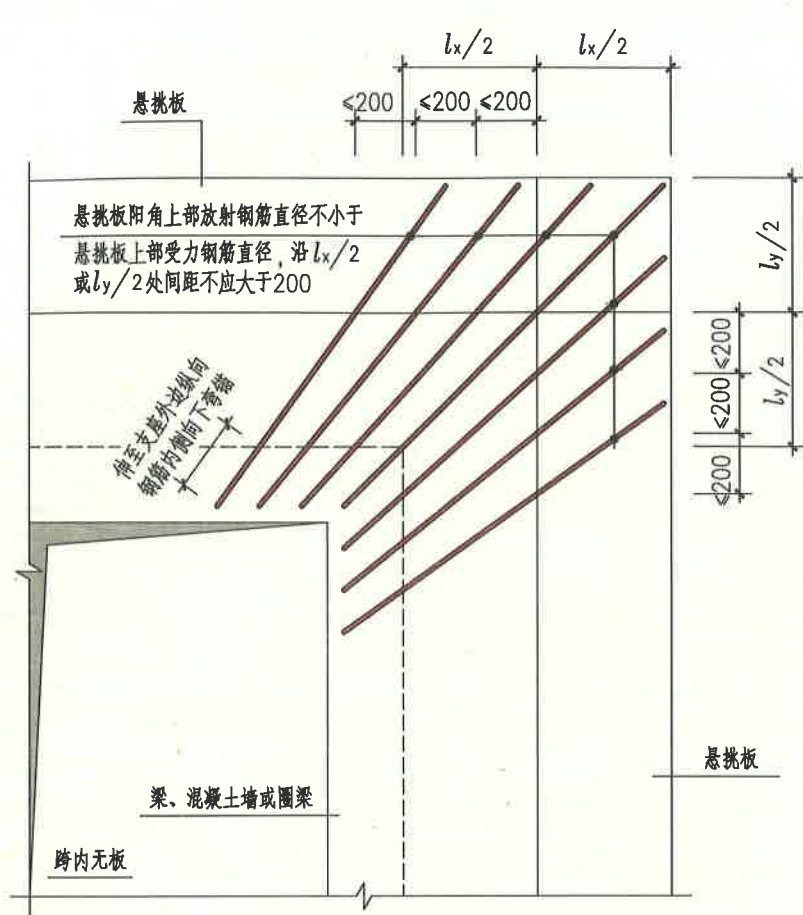 lx/2
lx/2
≤200
≤200
≤200
悬挑板
悬挑板阳角上部放射钢筋直径不小于
悬挑板上部受力钢筋直径，沿lx/2
或ly/2处间距不应大于200
ly/2
ly/2
≤200
≤200
≤200
伸至支座外边纵向
钢筋内侧向下弯锚
悬挑板
梁、混凝土墙或圈梁
跨内无板